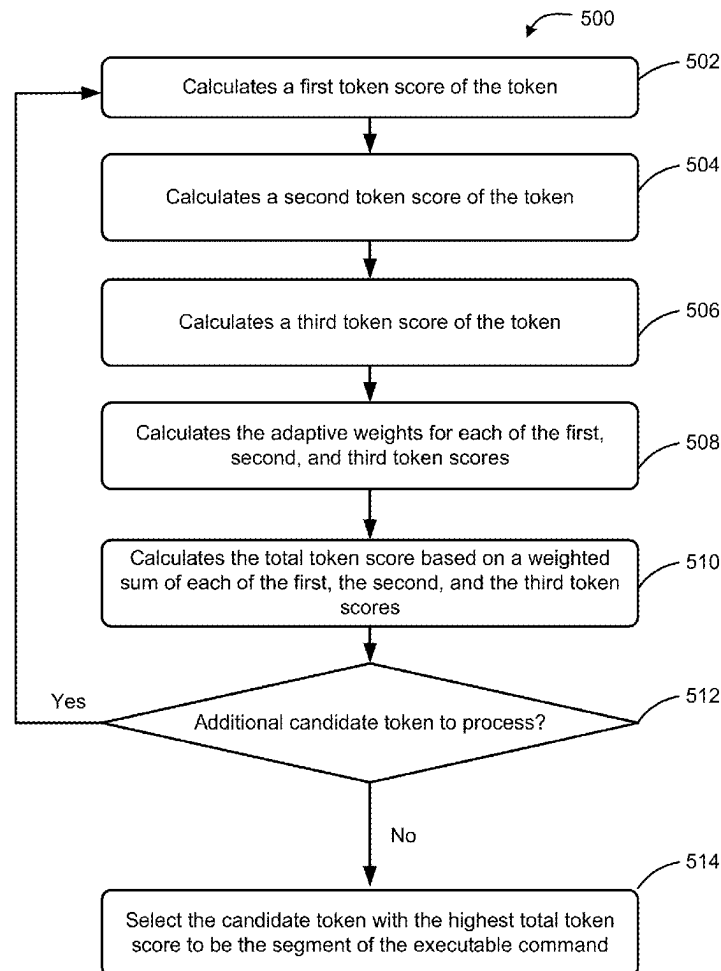 500
Calculates a first token score of the token
502
Calculates a second token score of the token
504
Calculates a third token score of the token
506
Calculates the adaptive weights for each of the first,
second, and third token scores
508
Calculates the total token score based on a weighted
sum of each of the first, the second, and the third token
scores
510
Yes
Additional candidate token to process?
512
No
514
Select the candidate token with the highest total token
score to be the segment of the executable command